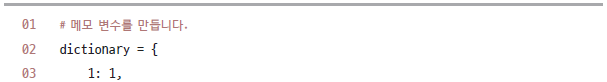 01 # 메모 변수를 만듭니다.
02 dictionary = {
03 1: 1,